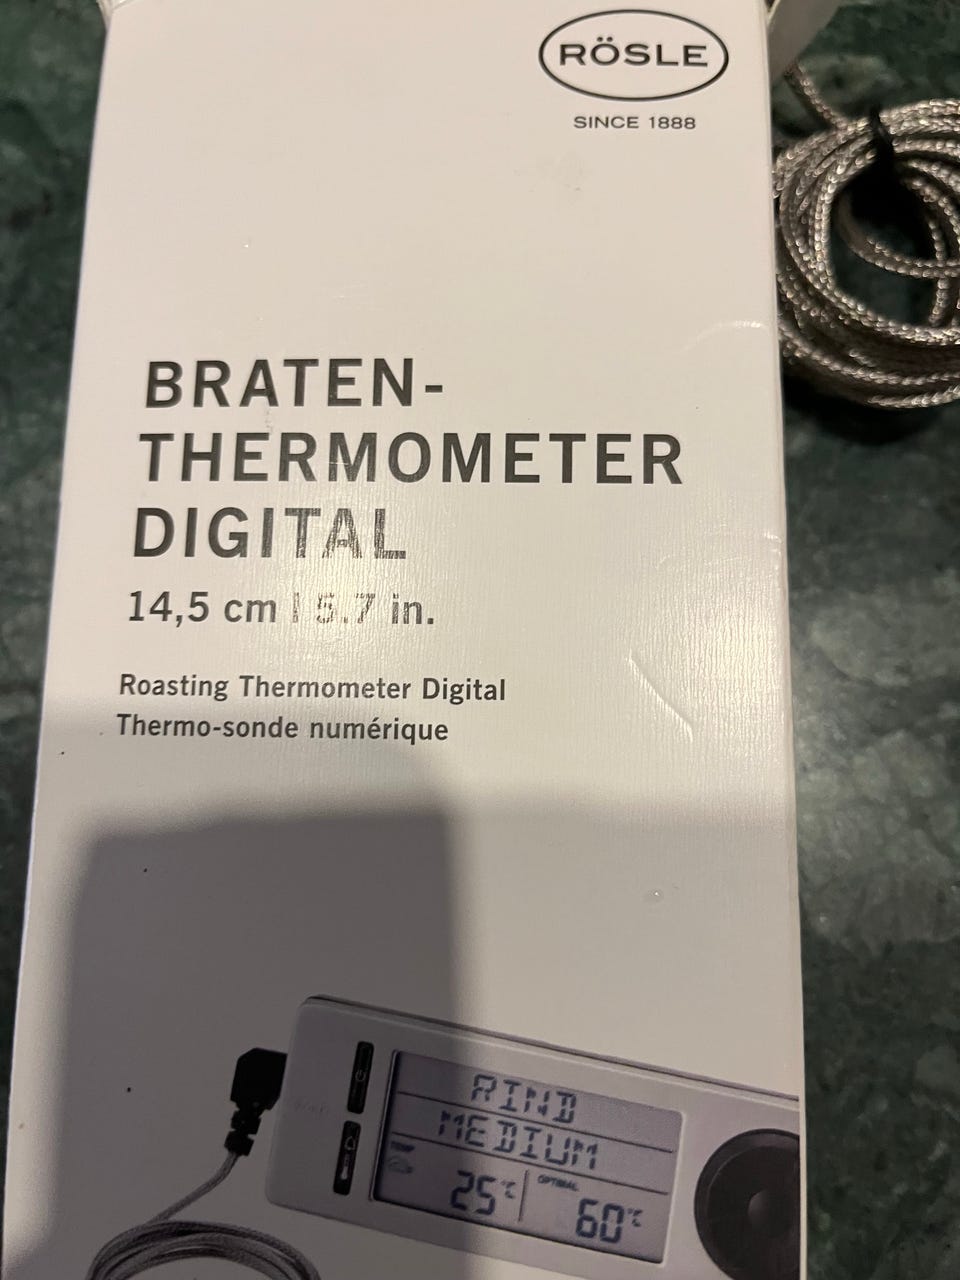 RÖSLE
SINCE 1888
BRATEN-
THERMOMETER
DIGITAL
14,5 cm | 5.7 in.
Roasting Thermometer Digital
Thermo-sonde numérique
RIND
MEDIUM
TEMP
OPTIMAL
25°C
60°C